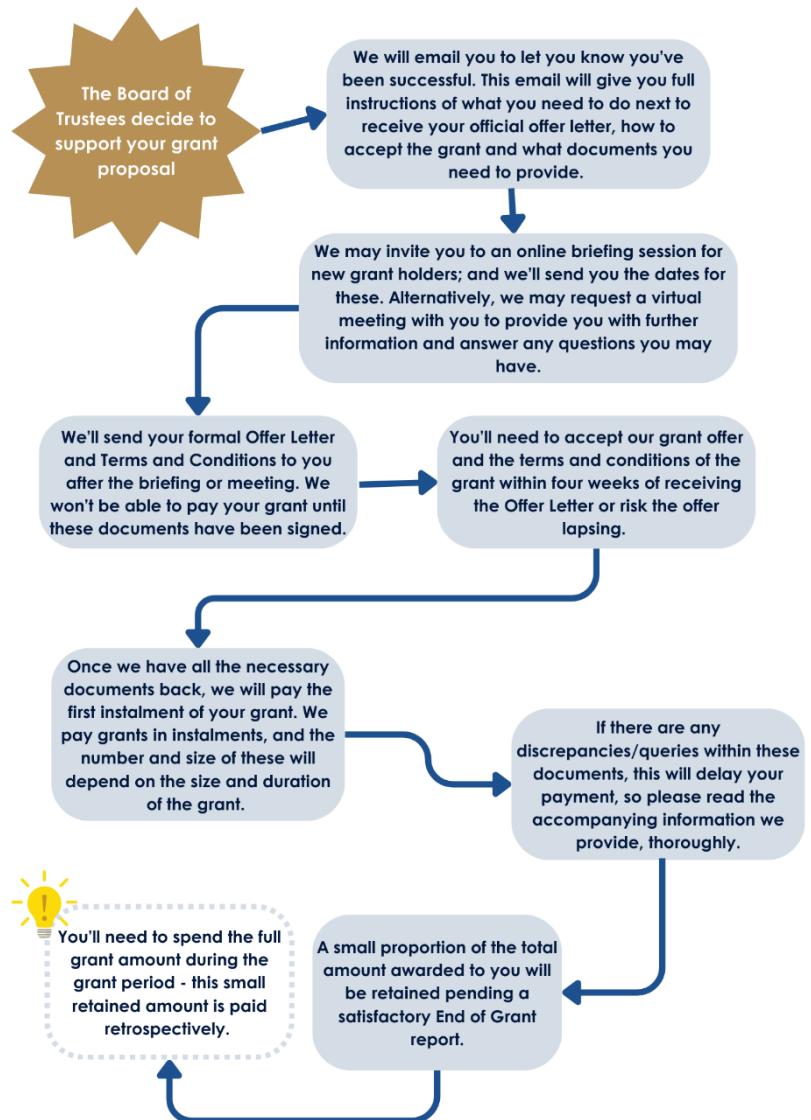 The Board of
Trustees decide to
support your grant
proposal
We will email you to let you know you've
been successful. This email will give you full
instructions of what you need to do next to
receive your official offer letter, how to
accept the grant and what documents you
need to provide.
We may invite you to an online briefing session for
new grant holders; and we'll send you the dates for
these. Alternatively, we may request a virtual
meeting with you to provide you with further
information and answer any questions you may
have.
We'll send your formal Offer Letter
and Terms and Conditions to you
after the briefing or meeting. We
won't be able to pay your grant until
these documents have been signed.
You'll need to accept our grant offer
and the terms and conditions of the
grant within four weeks of receiving
the Offer Letter or risk the offer
lapsing.
Once we have all the necessary
documents back, we will pay the
first instalment of your grant. We
pay grants in instalments, and the
number and size of these will
depend on the size and duration
of the grant.
If there are any
discrepancies/queries within these
documents, this will delay your
payment, so please read the
accompanying information we
provide, thoroughly.
A small proportion of the total
amount awarded to you will
be retained pending a
satisfactory End of Grant
report.
!
You'll need to spend the full
grant amount during the
grant period - this small
retained amount is paid
retrospectively.